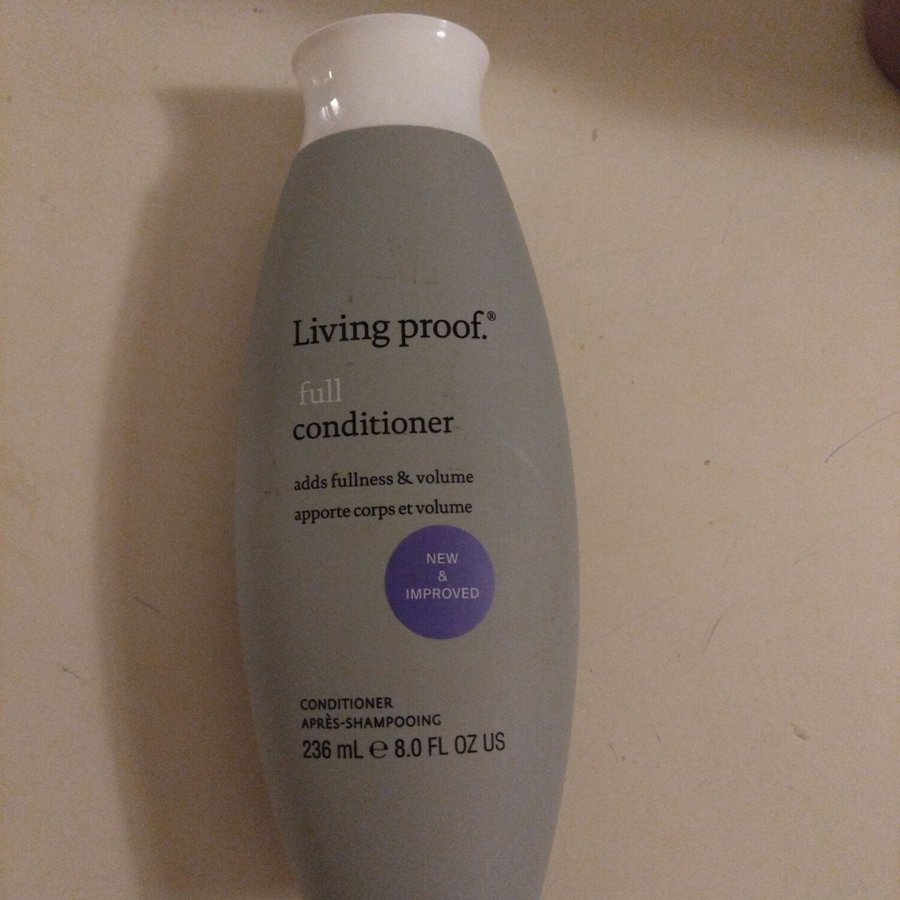 Living proof.®
full
conditioner
adds fullness & volume
apporte corps et volume
NEW
&
IMPROVED
CONDITIONER
APRÈS-SHAMPOOING
236 mL ℮ 8.0 FL OZ US